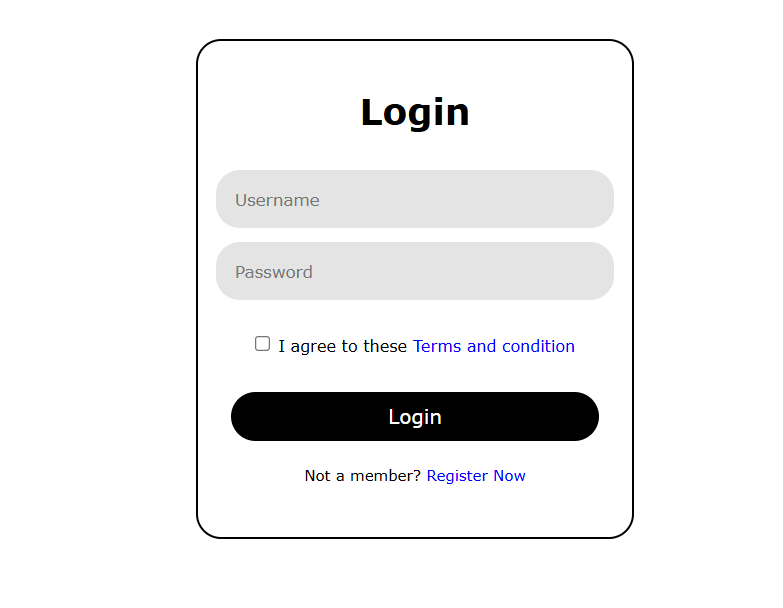 Login
Username
Password
I agree to these Terms and condition
Login
Not a member? Register Now